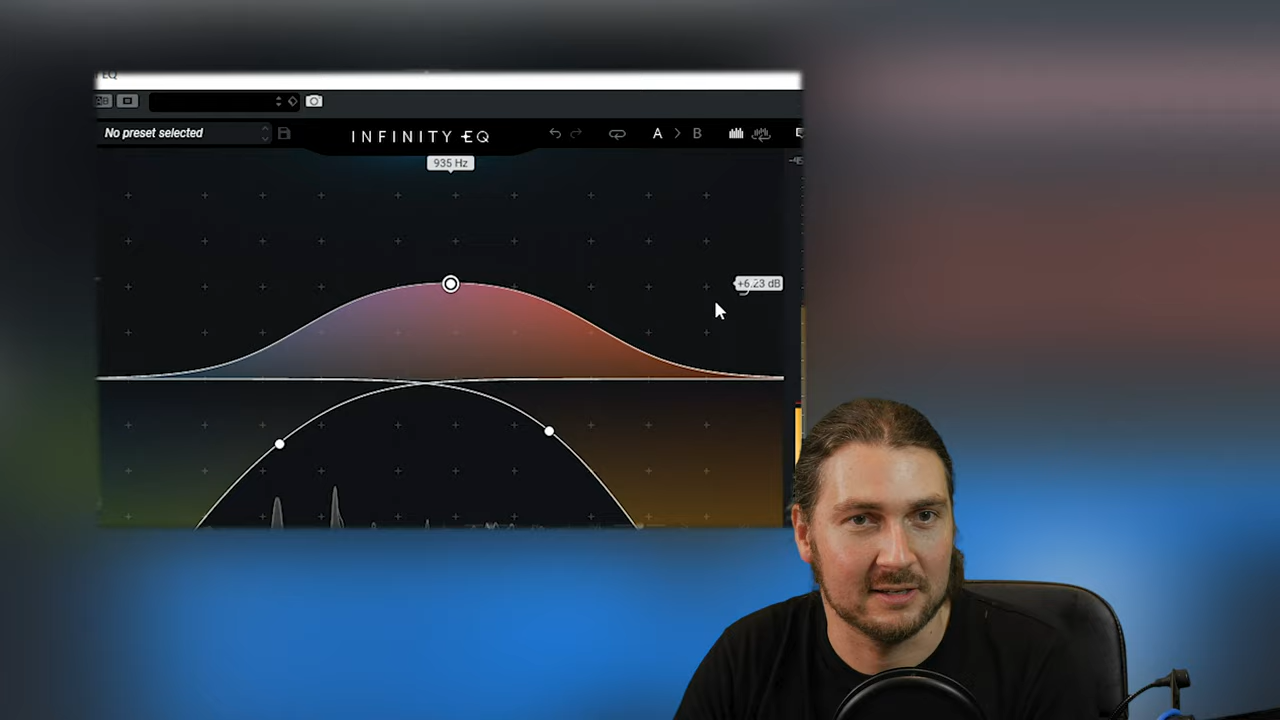 EQ
No preset selected
INFINITY EQ
A
B
935 Hz
+6.23 dB